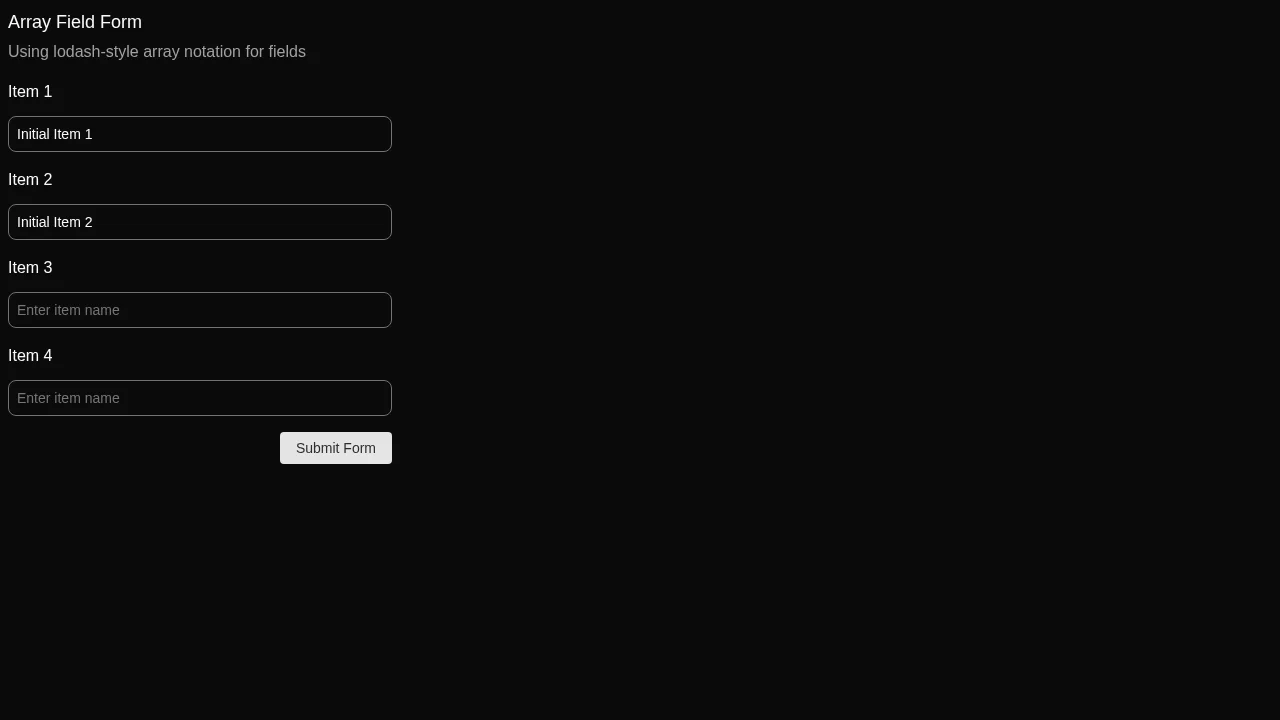 Array Field Form
Using lodash-style array notation for fields
Item 1
Initial Item 1
Item 2
Initial Item 2
Item 3
Enter item name
Item 4
Enter item name
Submit Form